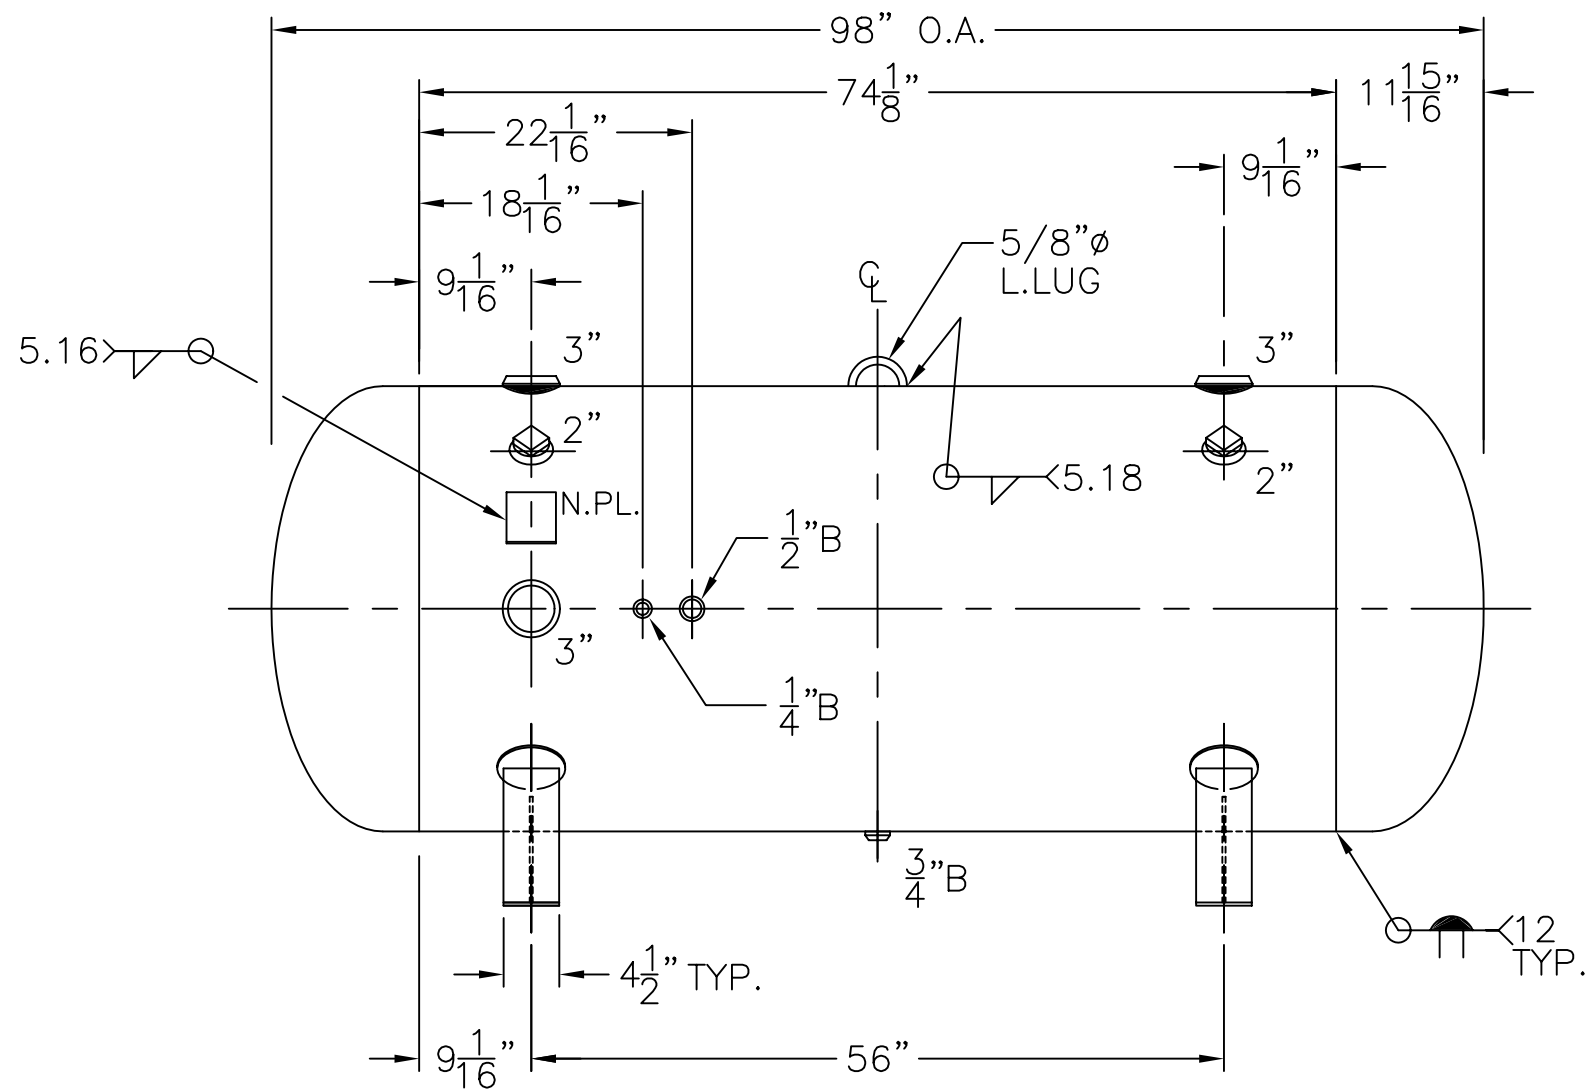 98” O.A.
74 1/8”
11 15/16”
22 1/16”
9 1/16”
18 1/16”
5/8”ø
L.LUG
℄
9 1/16”
5.16
3”
3”
2”
2”
5.18
N.PL.
1/2”B
3”
1/4”B
3/4”B
12
TYP.
4 1/2” TYP.
9 1/16”
56”